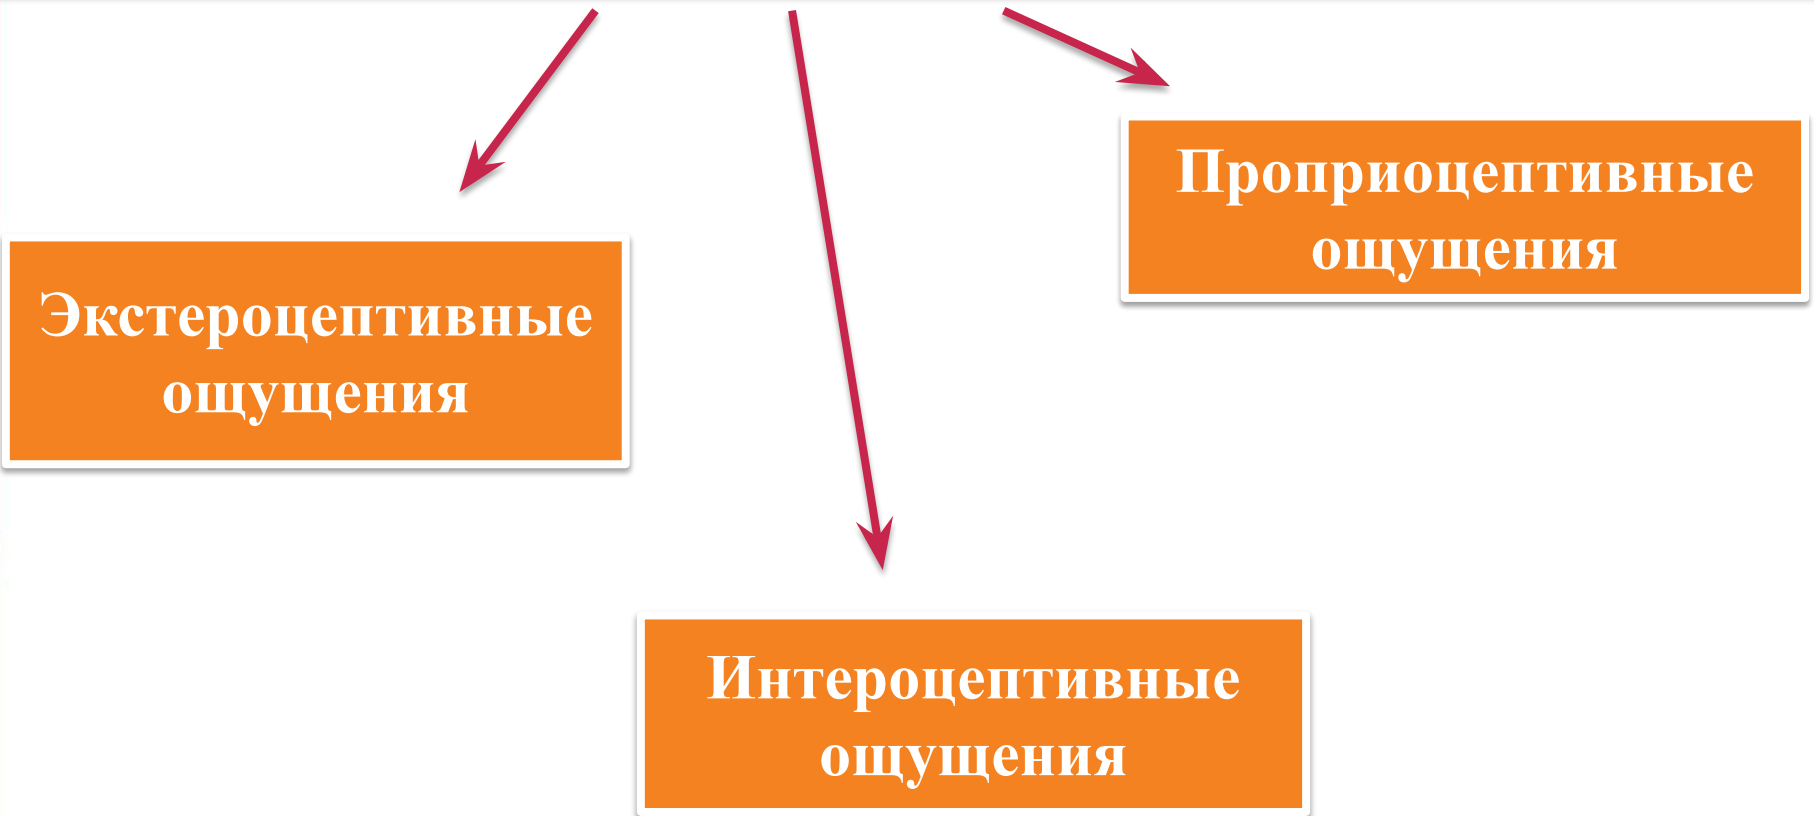 Проприоцептивные
ощущения
Экстероцептивные
ощущения
Интероцептивные
ощущения